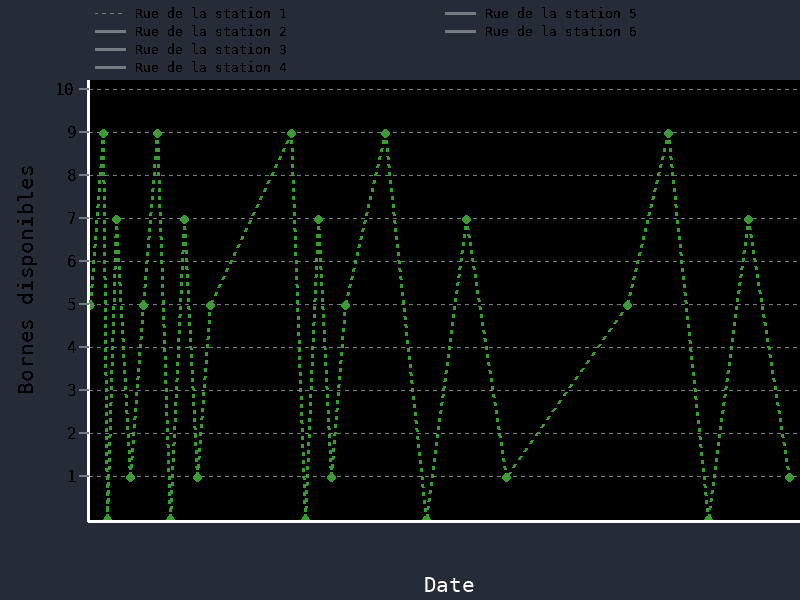 Rue de la station 1
Rue de la station 2
Rue de la station 3
Rue de la station 4
Rue de la station 5
Rue de la station 6
Bornes disponibles
10
9
8
7
6
5
4
3
2
1
Date